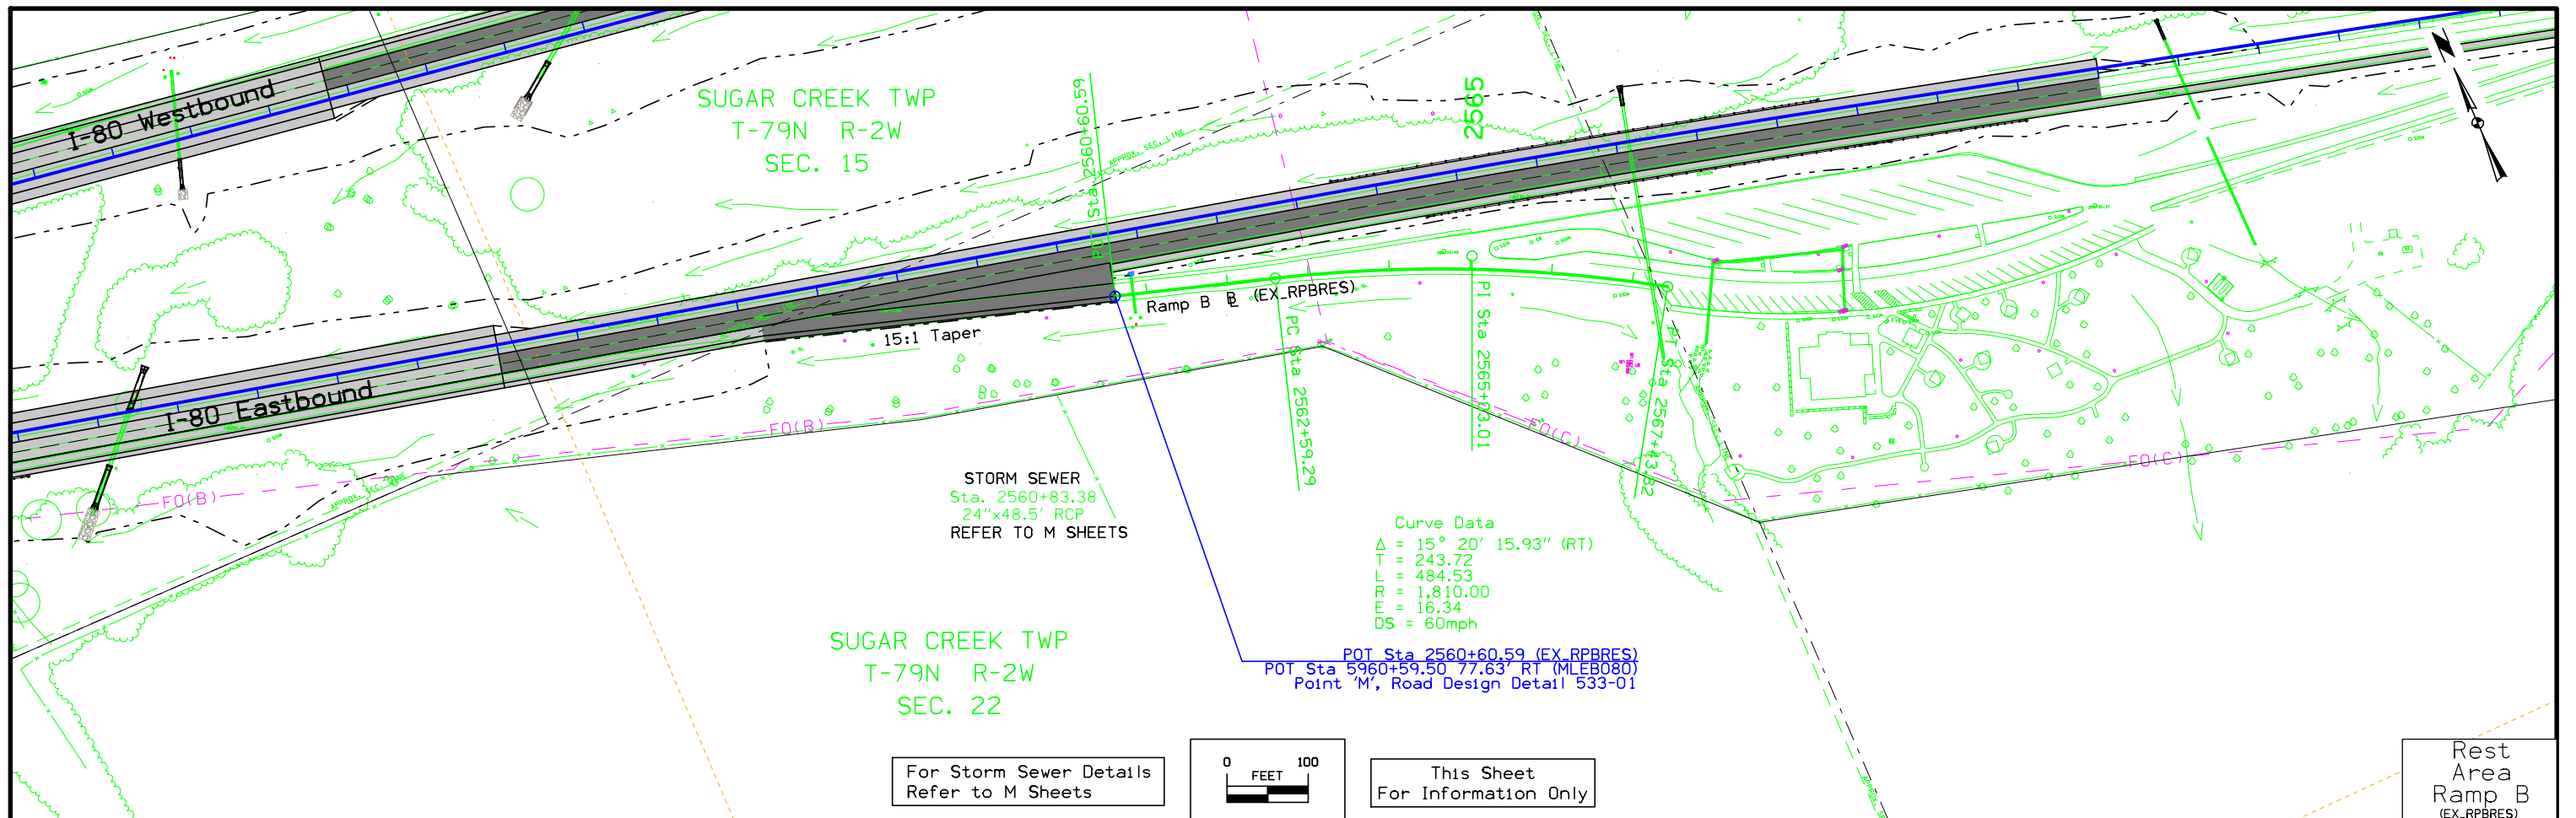 I-80 Westbound
SUGAR CREEK TWP
T-79N R-2W
SEC. 15
Sta 2560+60.59
APPROX. SEC. LINE
2565
Ramp B (EX_RPBRES)
15:1 Taper
I-80 Eastbound
PC Sta 2562+59.29
PI Sta 2565+03.01
PT Sta 2567+43.82
FO(B)
FO(B)
FO(C)
FO(C)
APPROX. SEC. LINE
STORM SEWER
Sta. 2560+83.38
24"x48.5' RCP
REFER TO M SHEETS
Curve Data
Δ = 15° 20' 15.93" (RT)
T = 243.72
L = 484.53
R = 1,810.00
E = 16.34
DS = 60mph
POT Sta 2560+60.59 (EX_RPBRES)
POT Sta 5960+59.50 77.63' RT (MLEB080)
Point 'M', Road Design Detail 533-01
SUGAR CREEK TWP
T-79N R-2W
SEC. 22
For Storm Sewer Details
Refer to M Sheets
0 100
FEET
This Sheet
For Information Only
Rest
Area
Ramp B
(EX_RPBRES)